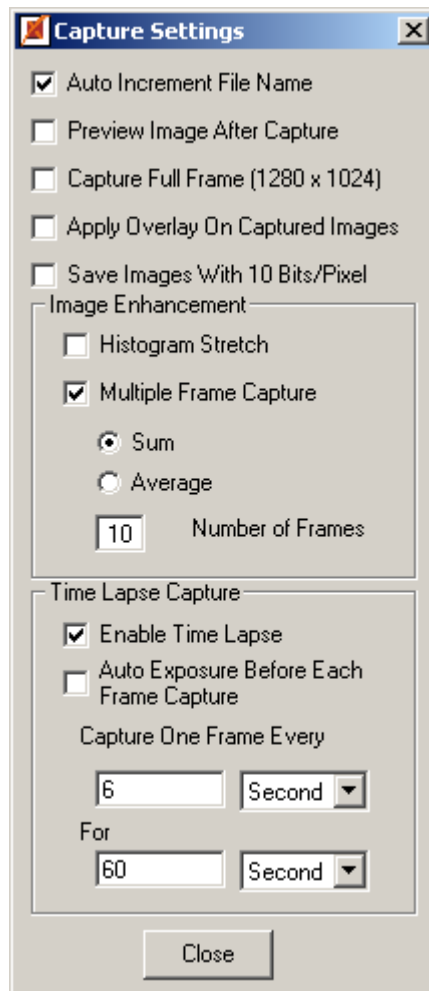 Capture Settings
Auto Increment File Name
Preview Image After Capture
Capture Full Frame (1280 x 1024)
Apply Overlay On Captured Images
Save Images With 10 Bits/Pixel
Image Enhancement
Histogram Stretch
Multiple Frame Capture
Sum
Average
10 Number of Frames
Time Lapse Capture
Enable Time Lapse
Auto Exposure Before Each
Frame Capture
Capture One Frame Every
6 Second
For
60 Second
Close